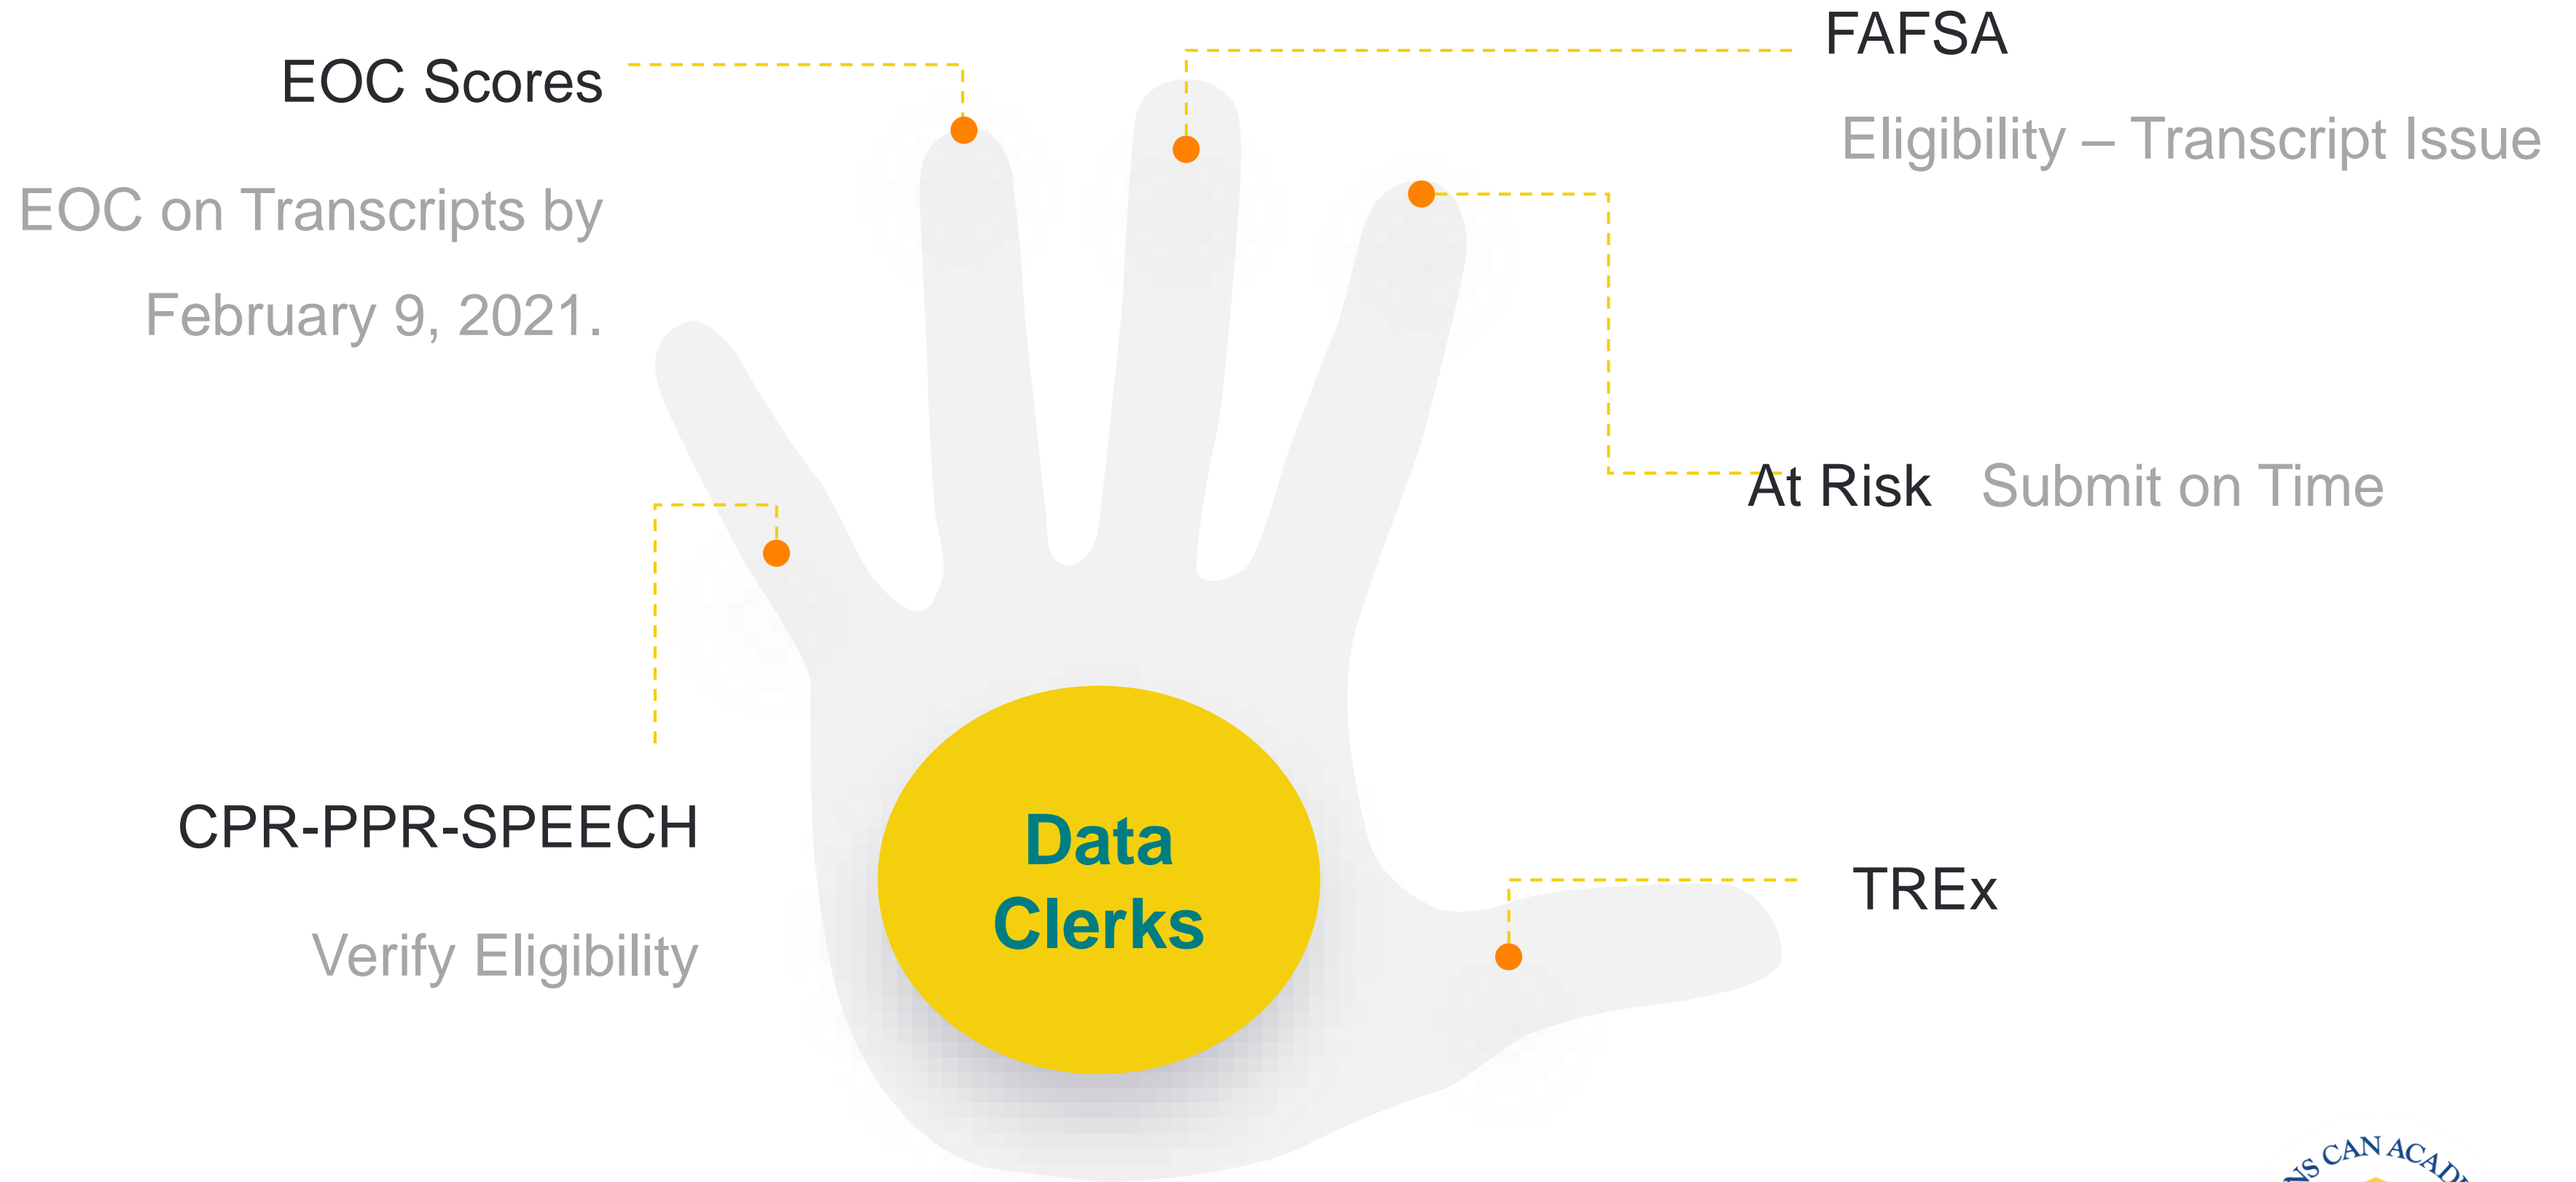 EOC Scores
EOC on Transcripts by
February 9, 2021.
FAFSA
Eligibility – Transcript Issue
At Risk Submit on Time
CPR-PPR-SPEECH
Verify Eligibility
Data
Clerks
TREx
CAN